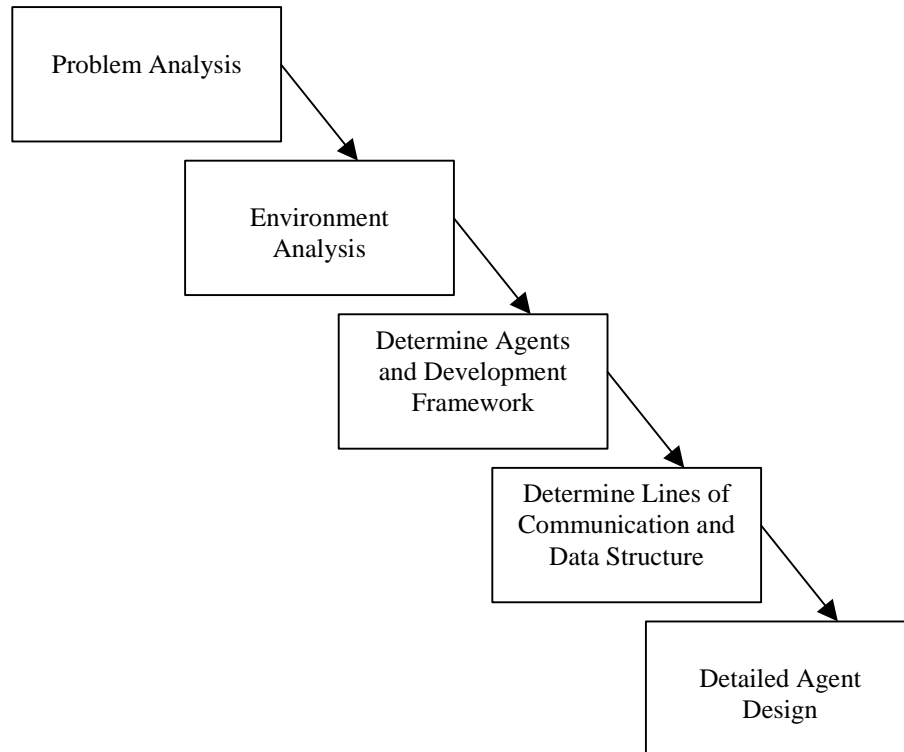 Problem Analysis
Environment
Analysis
Determine Agents
and Development
Framework
Determine Lines of
Communication and
Data Structure
Detailed Agent
Design